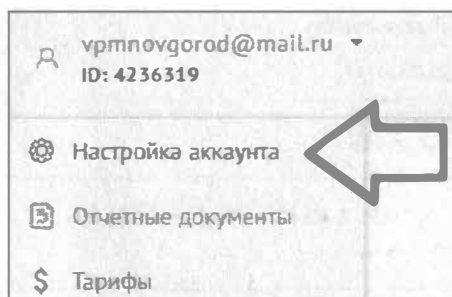 vpmnovgorod@mail.ru
ID: 4236319
Настройка аккаунта
Отчетные документы
$ Тарифы